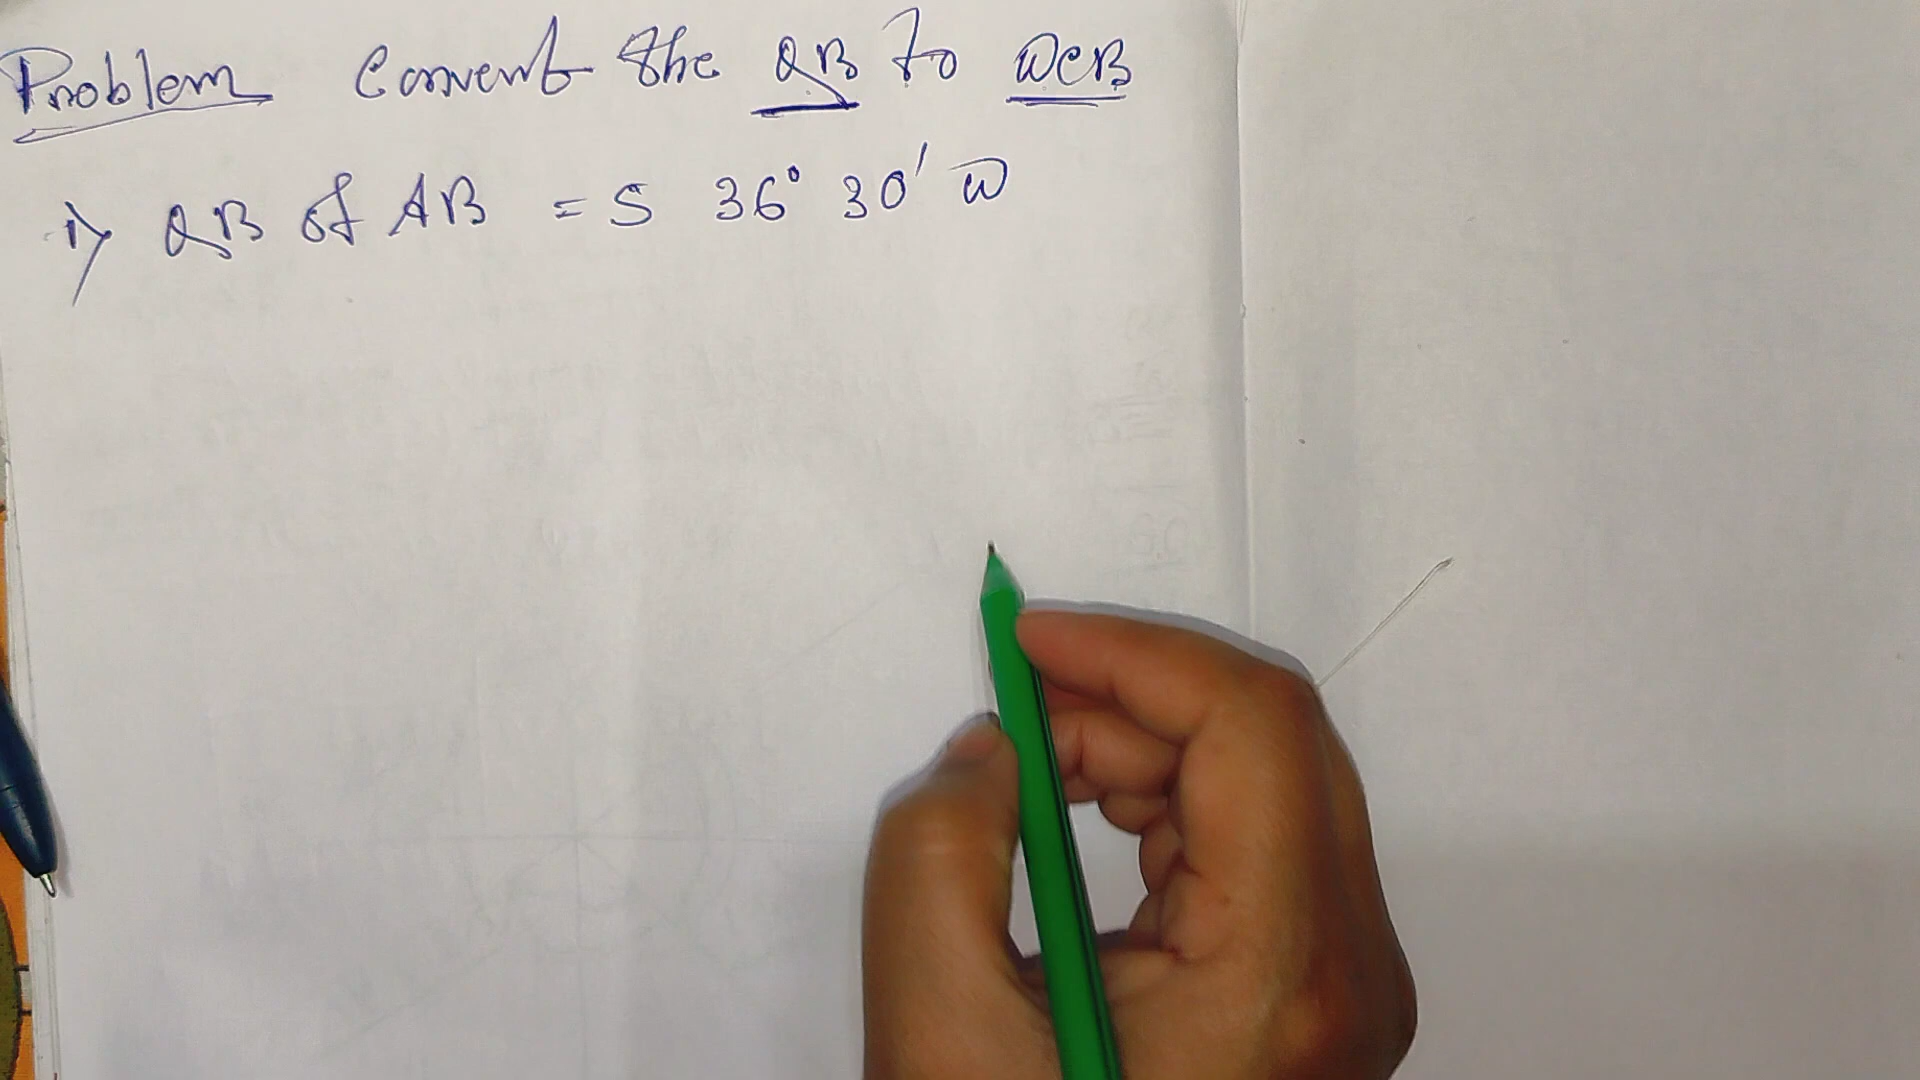 Problem Convert the QB to WCB
1) QB of AB = S 36° 30' W